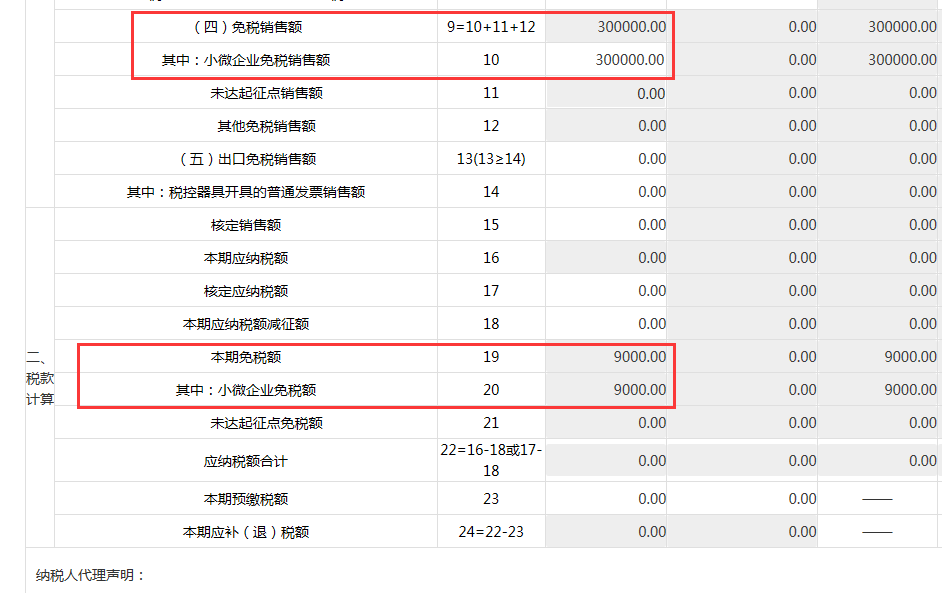 （四）免税销售额 9=10+11+12 300000.00 0.00 300000.00
其中：小微企业免税销售额 10 300000.00 0.00 300000.00
未达起征点销售额 11 0.00 0.00 0.00
其他免税销售额 12 0.00 0.00 0.00
（五）出口免税销售额 13(13≥14) 0.00 0.00 0.00
其中：税控器具开具的普通发票销售额 14 0.00 0.00 0.00
核定销售额 15 0.00 0.00 0.00
本期应纳税额 16 0.00 0.00 0.00
核定应纳税额 17 0.00 0.00 0.00
本期应纳税额减征额 18 0.00 0.00 0.00
二、
税款
计算
本期免税额 19 9000.00 0.00 9000.00
其中：小微企业免税额 20 9000.00 0.00 9000.00
未达起征点免税额 21 0.00 0.00 0.00
应纳税额合计 22=16-18或17-
18 0.00 0.00 0.00
本期预缴税额 23 0.00 0.00 ——
本期应补（退）税额 24=22-23 0.00 0.00 ——
纳税人代理声明：